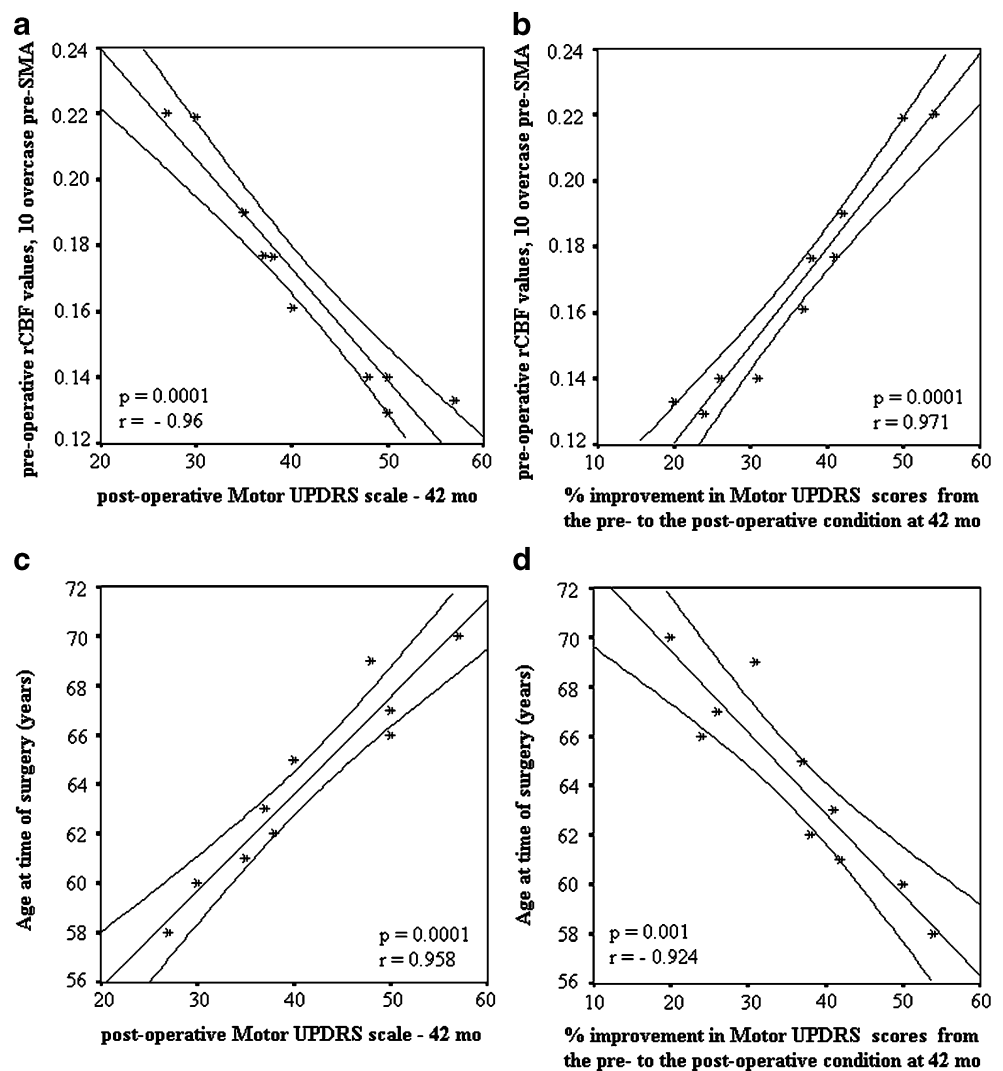 a
pre-operative rCBF values, 10 overcase pre-SMA
0.24
0.22
0.20
0.18
0.16
0.14
0.12
p = 0.0001
r = - 0.96
20 30 40 50 60
post-operative Motor UPDRS scale - 42 mo
b
pre-operative rCBF values, 10 overcase pre-SMA
0.24
0.22
0.20
0.18
0.16
0.14
0.12
p = 0.0001
r = 0.971
10 20 30 40 50 60
% improvement in Motor UPDRS scores from
the pre- to the post-operative condition at 42 mo
c
Age at time of surgery (years)
72
70
68
66
64
62
60
58
56
p = 0.0001
r = 0.958
20 30 40 50 60
post-operative Motor UPDRS scale - 42 mo
d
Age at time of surgery (years)
72
70
68
66
64
62
60
58
56
p = 0.001
r = - 0.924
10 20 30 40 50 60
% improvement in Motor UPDRS scores from
the pre- to the post-operative condition at 42 mo